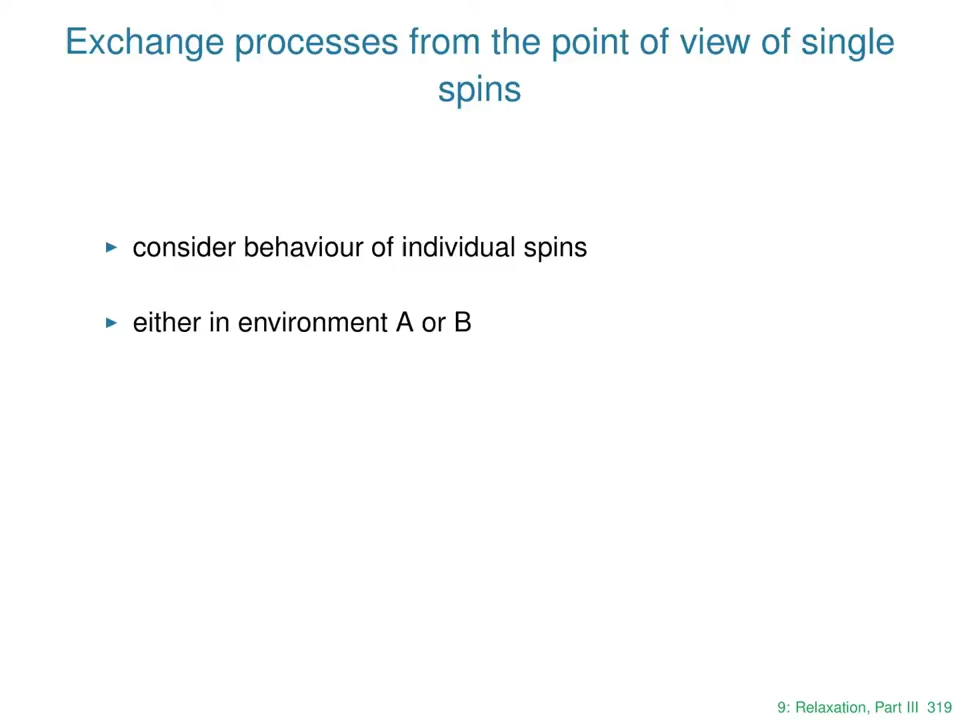 Exchange processes from the point of view of single
spins
consider behaviour of individual spins
either in environment A or B
9: Relaxation, Part III 319